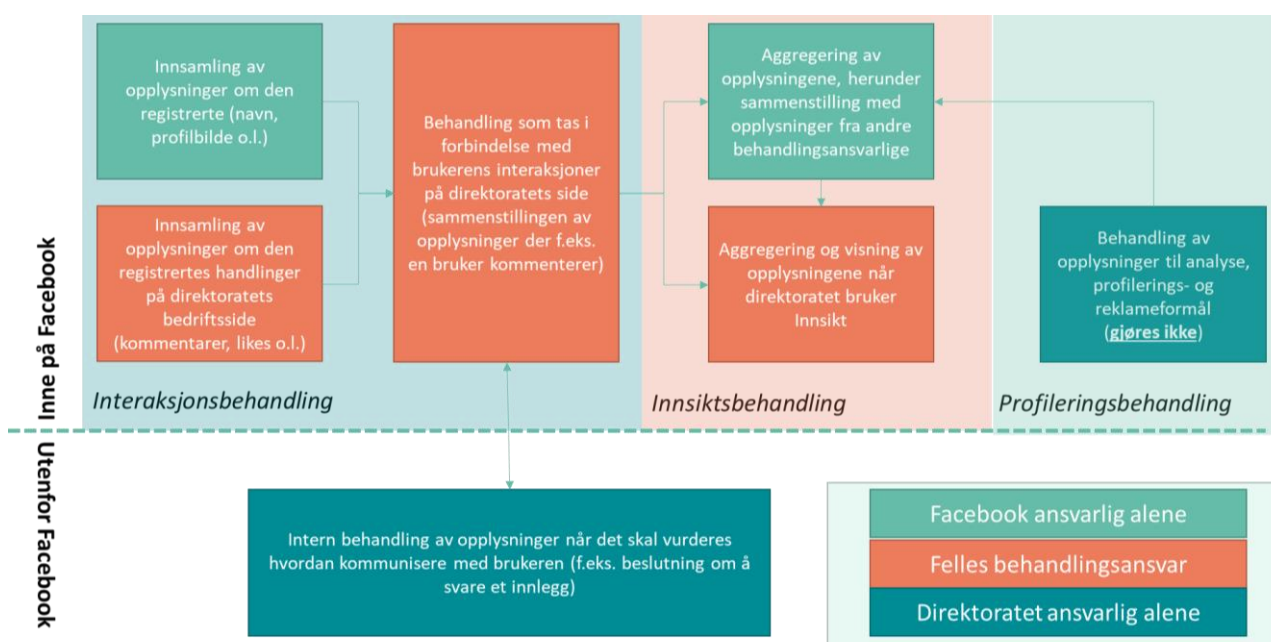 Inne på Facebook
Innsamling av
opplysninger om den
registrerte (navn,
profilbilde o.l.)
Innsamling av
opplysninger om den
registrertes handlinger
på direktoratets
bedriftsside
(kommentarer, likes o.l.)
Behandling som tas i
forbindelse med
brukerens interaksjoner
på direktoratets side
(sammenstillingen av
opplysninger der f.eks.
en bruker kommenterer)
Interaksjonsbehandling
Aggregering av
opplysningene, herunder
sammenstilling med
opplysninger fra andre
behandlingsansvarlige
Aggregering og visning av
opplysningene når
direktoratet bruker
Innsikt
Innsiktsbehandling
Behandling av
opplysninger til analyse,
profilerings- og
reklameformål
(gjøres ikke)
Profileringsbehandling
Utenfor Facebook
Intern behandling av opplysninger når det skal vurderes
hvordan kommunisere med brukeren (f.eks. beslutning om å
svare et innlegg)
Facebook ansvarlig alene
Felles behandlingsansvar
Direktoratet ansvarlig alene